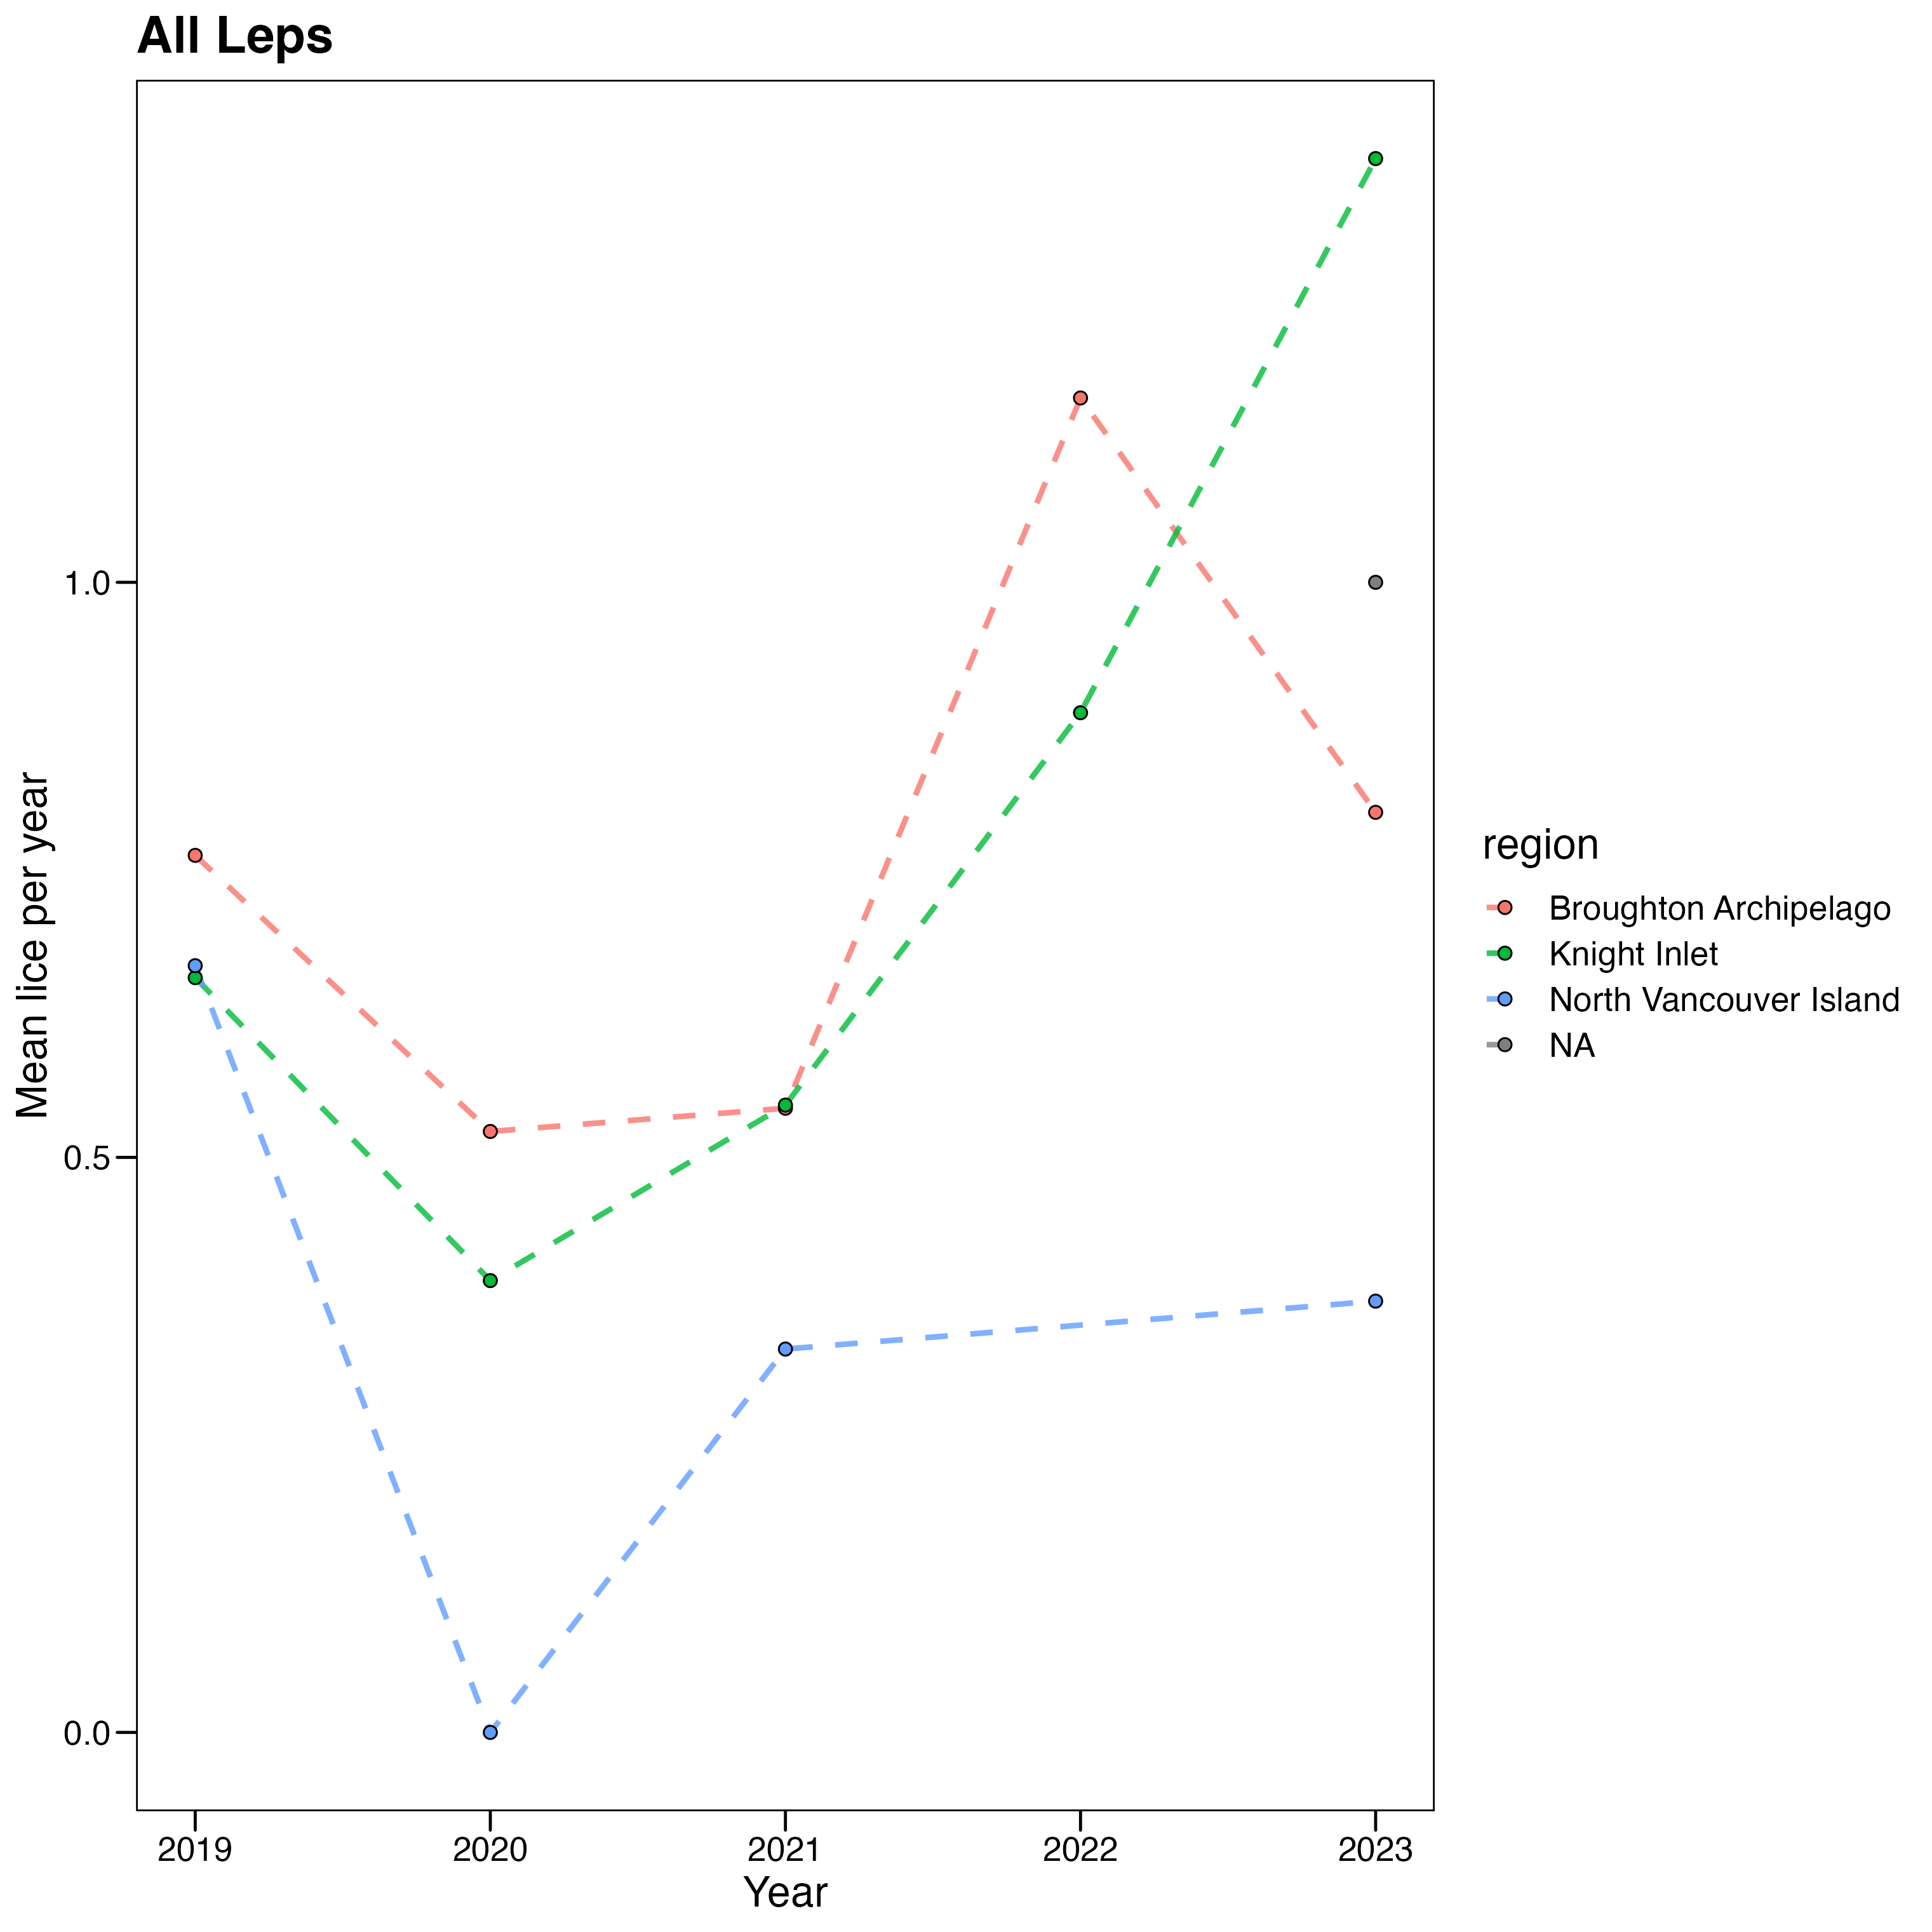 All Leps
Mean lice per year
1.0
0.5
0.0
2019 2020 2021 2022 2023
Year
region
Broughton Archipelago
Knight Inlet
North Vancouver Island
NA